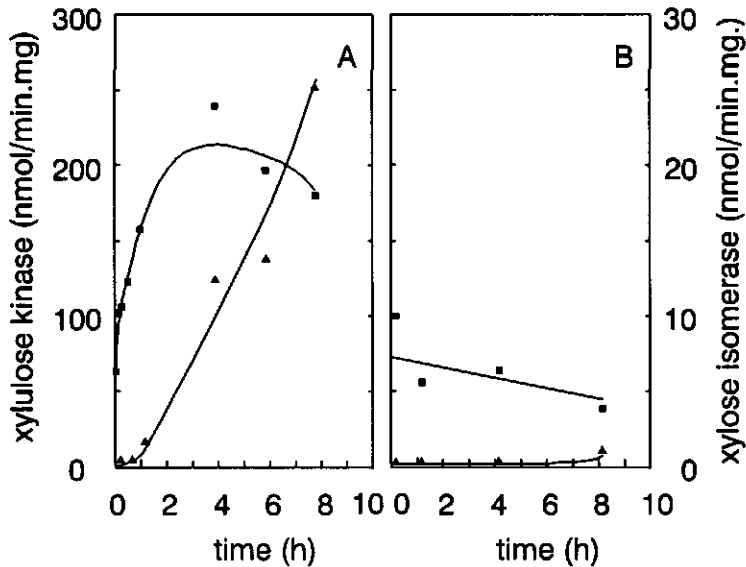 300
200
100
0
xylulose kinase (nmol/min.mg)
A
0 2 4 6 8 10
time (h)
B
0 2 4 6 8 10
time (h)
30
20
10
0
xylose isomerase (nmol/min.mg.)